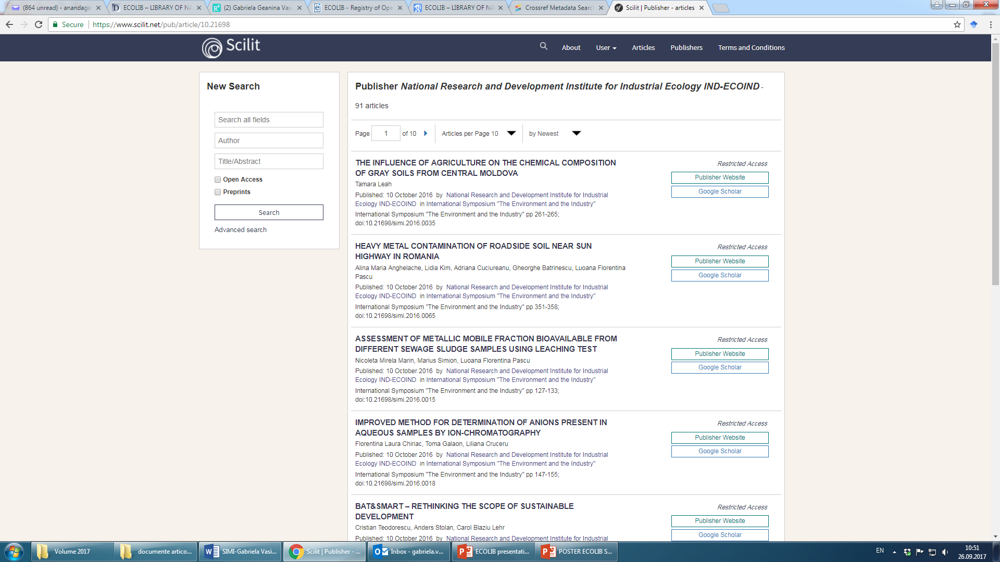 (864 unread) - anandaga
ECOLIB – LIBRARY OF NA
(2) Gabriela Geanina Vasi
ECOLIB - Registry of Ope
ECOLIB – LIBRARY OF NA
Crossref Metadata Search
Scilit | Publisher - articles
Secure
https://www.scilit.net/pub/article/10.21698
Scilit
About
User
Articles
Publishers
Terms and Conditions
New Search
Search all fields
Author
Title/Abstract
Open Access
Preprints
Search
Advanced search
Publisher National Research and Development Institute for Industrial Ecology IND-ECOIND -
91 articles
Page 1 of 10
Articles per Page 10
by Newest
THE INFLUENCE OF AGRICULTURE ON THE CHEMICAL COMPOSITION
OF GRAY SOILS FROM CENTRAL MOLDOVA
Tamara Leah
Published: 10 October 2016 by National Research and Development Institute for Industrial
Ecology IND-ECOIND in International Symposium "The Environment and the Industry"
International Symposium "The Environment and the Industry" pp 261-265;
doi:10.21698/simi.2016.0035
Restricted Access
Publisher Website
Google Scholar
HEAVY METAL CONTAMINATION OF ROADSIDE SOIL NEAR SUN
HIGHWAY IN ROMANIA
Alina Maria Anghelache, Lidia Kim, Adriana Cuciureanu, Gheorghe Batrinescu, Luoana Florentina
Pascu
Published: 10 October 2016 by National Research and Development Institute for Industrial
Ecology IND-ECOIND in International Symposium "The Environment and the Industry"
International Symposium "The Environment and the Industry" pp 351-358;
doi:10.21698/simi.2016.0065
Restricted Access
Publisher Website
Google Scholar
ASSESSMENT OF METALLIC MOBILE FRACTION BIOAVAILABLE FROM
DIFFERENT SEWAGE SLUDGE SAMPLES USING LEACHING TEST
Nicoleta Mirela Marin, Marius Simion, Luoana Florentina Pascu
Published: 10 October 2016 by National Research and Development Institute for Industrial
Ecology IND-ECOIND in International Symposium "The Environment and the Industry"
International Symposium "The Environment and the Industry" pp 127-133;
doi:10.21698/simi.2016.0015
Restricted Access
Publisher Website
Google Scholar
IMPROVED METHOD FOR DETERMINATION OF ANIONS PRESENT IN
AQUEOUS SAMPLES BY ION-CHROMATOGRAPHY
Florentina Laura Chiriac, Toma Galaon, Liliana Cruceru
Published: 10 October 2016 by National Research and Development Institute for Industrial
Ecology IND-ECOIND in International Symposium "The Environment and the Industry"
International Symposium "The Environment and the Industry" pp 147-155;
doi:10.21698/simi.2016.0018
Restricted Access
Publisher Website
Google Scholar
BAT&SMART – RETHINKING THE SCOPE OF SUSTAINABLE
DEVELOPMENT
Cristian Teodorescu, Anders Stolan, Carol Blaziu Lehr
Published: 10 October 2016 by National Research and Development Institute for Industrial
Restricted Access
Publisher Website
Google Scholar
Volume 2017
documente artico...
SIMI-Gabriela Vasi...
Scilit | Publisher - ...
Inbox - gabriela.v...
ECOLIB presentati...
POSTER ECOLIB S...
EN
10:51
26.09.2017